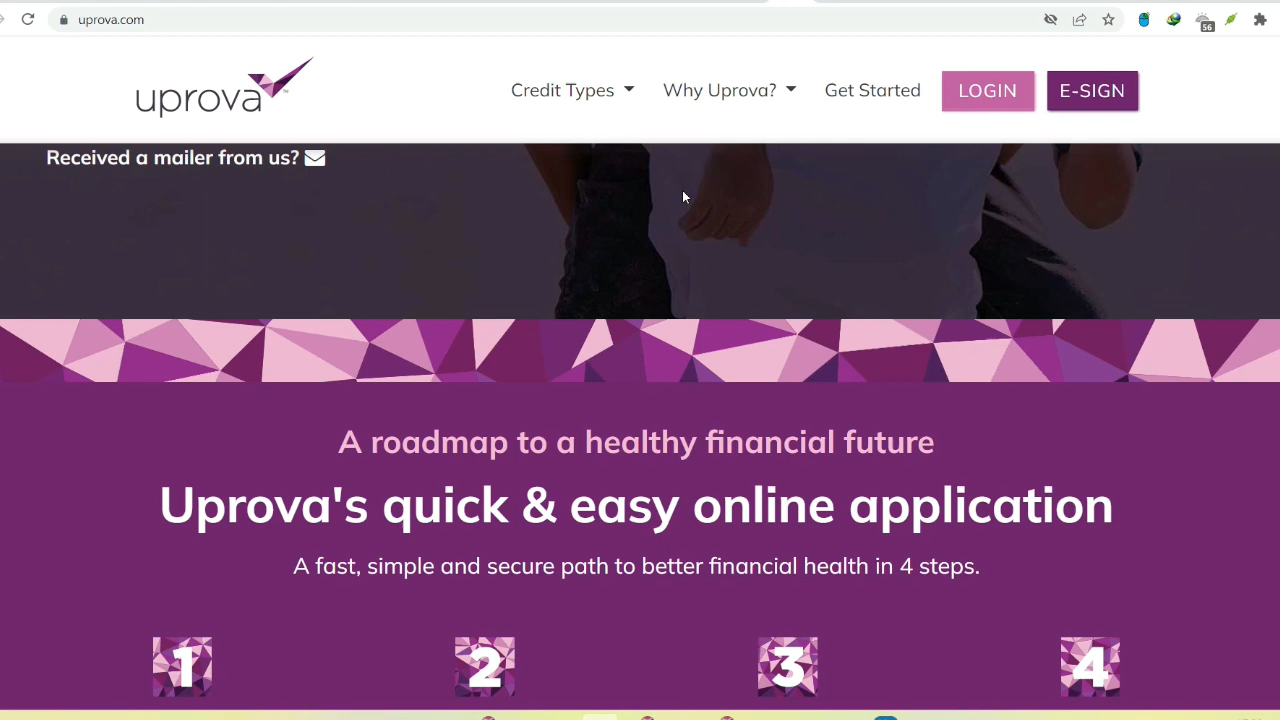 uprova.com
56
uprova
Credit Types
Why Uprova?
Get Started
LOGIN
E-SIGN
Received a mailer from us?
A roadmap to a healthy financial future
Uprova's quick & easy online application
A fast, simple and secure path to better financial health in 4 steps.
1
2
3
4